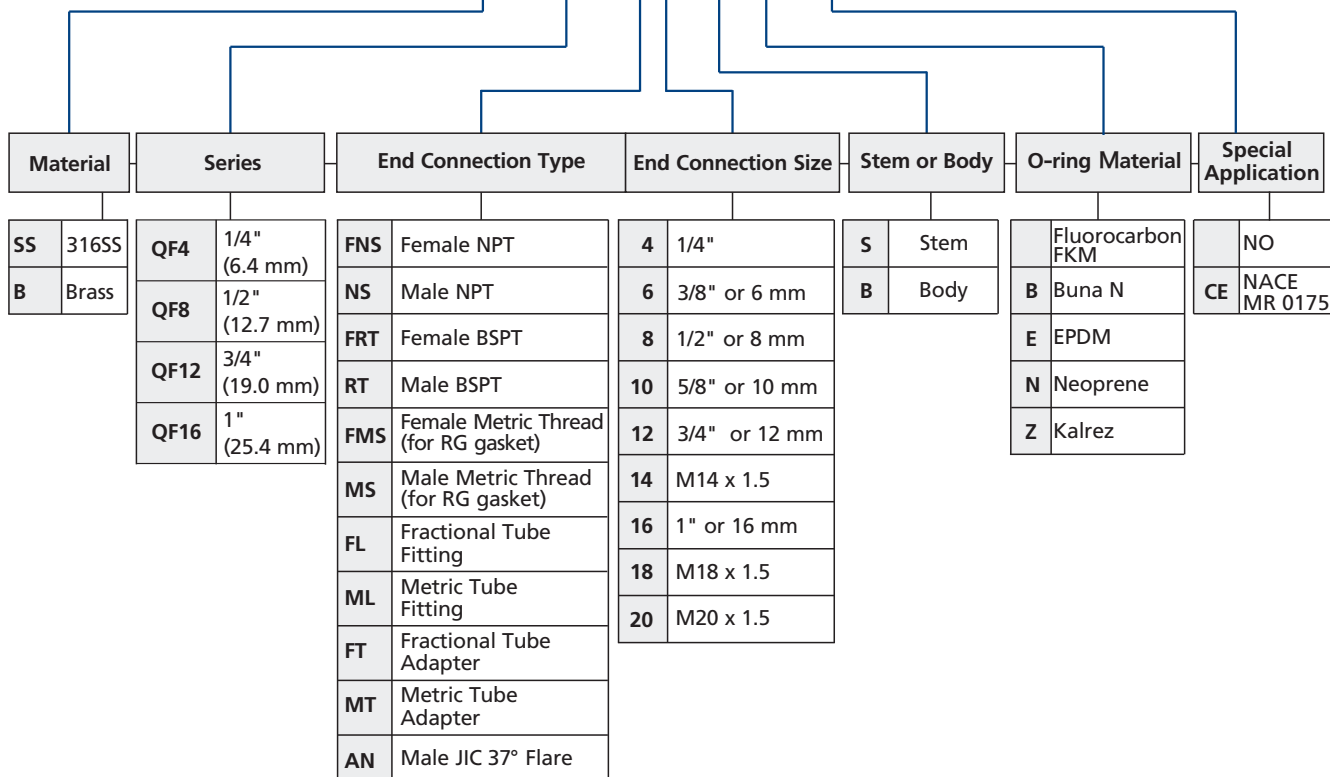 Material
Series
End Connection Type
End Connection Size
Stem or Body
O-ring Material
Special
Application
SS 316SS
B Brass
QF4 1/4"
(6.4 mm)
QF8 1/2"
(12.7 mm)
QF12 3/4"
(19.0 mm)
QF16 1"
(25.4 mm)
FNS Female NPT
NS Male NPT
FRT Female BSPT
RT Male BSPT
FMS Female Metric Thread
(for RG gasket)
MS Male Metric Thread
(for RG gasket)
FL Fractional Tube
Fitting
ML Metric Tube
Fitting
FT Fractional Tube
Adapter
MT Metric Tube
Adapter
AN Male JIC 37° Flare
4 1/4"
6 3/8" or 6 mm
8 1/2" or 8 mm
10 5/8" or 10 mm
12 3/4" or 12 mm
14 M14 x 1.5
16 1" or 16 mm
18 M18 x 1.5
20 M20 x 1.5
S Stem
B Body
Fluorocarbon
FKM
B Buna N
E EPDM
N Neoprene
Z Kalrez
NO
CE NACE
MR 0175